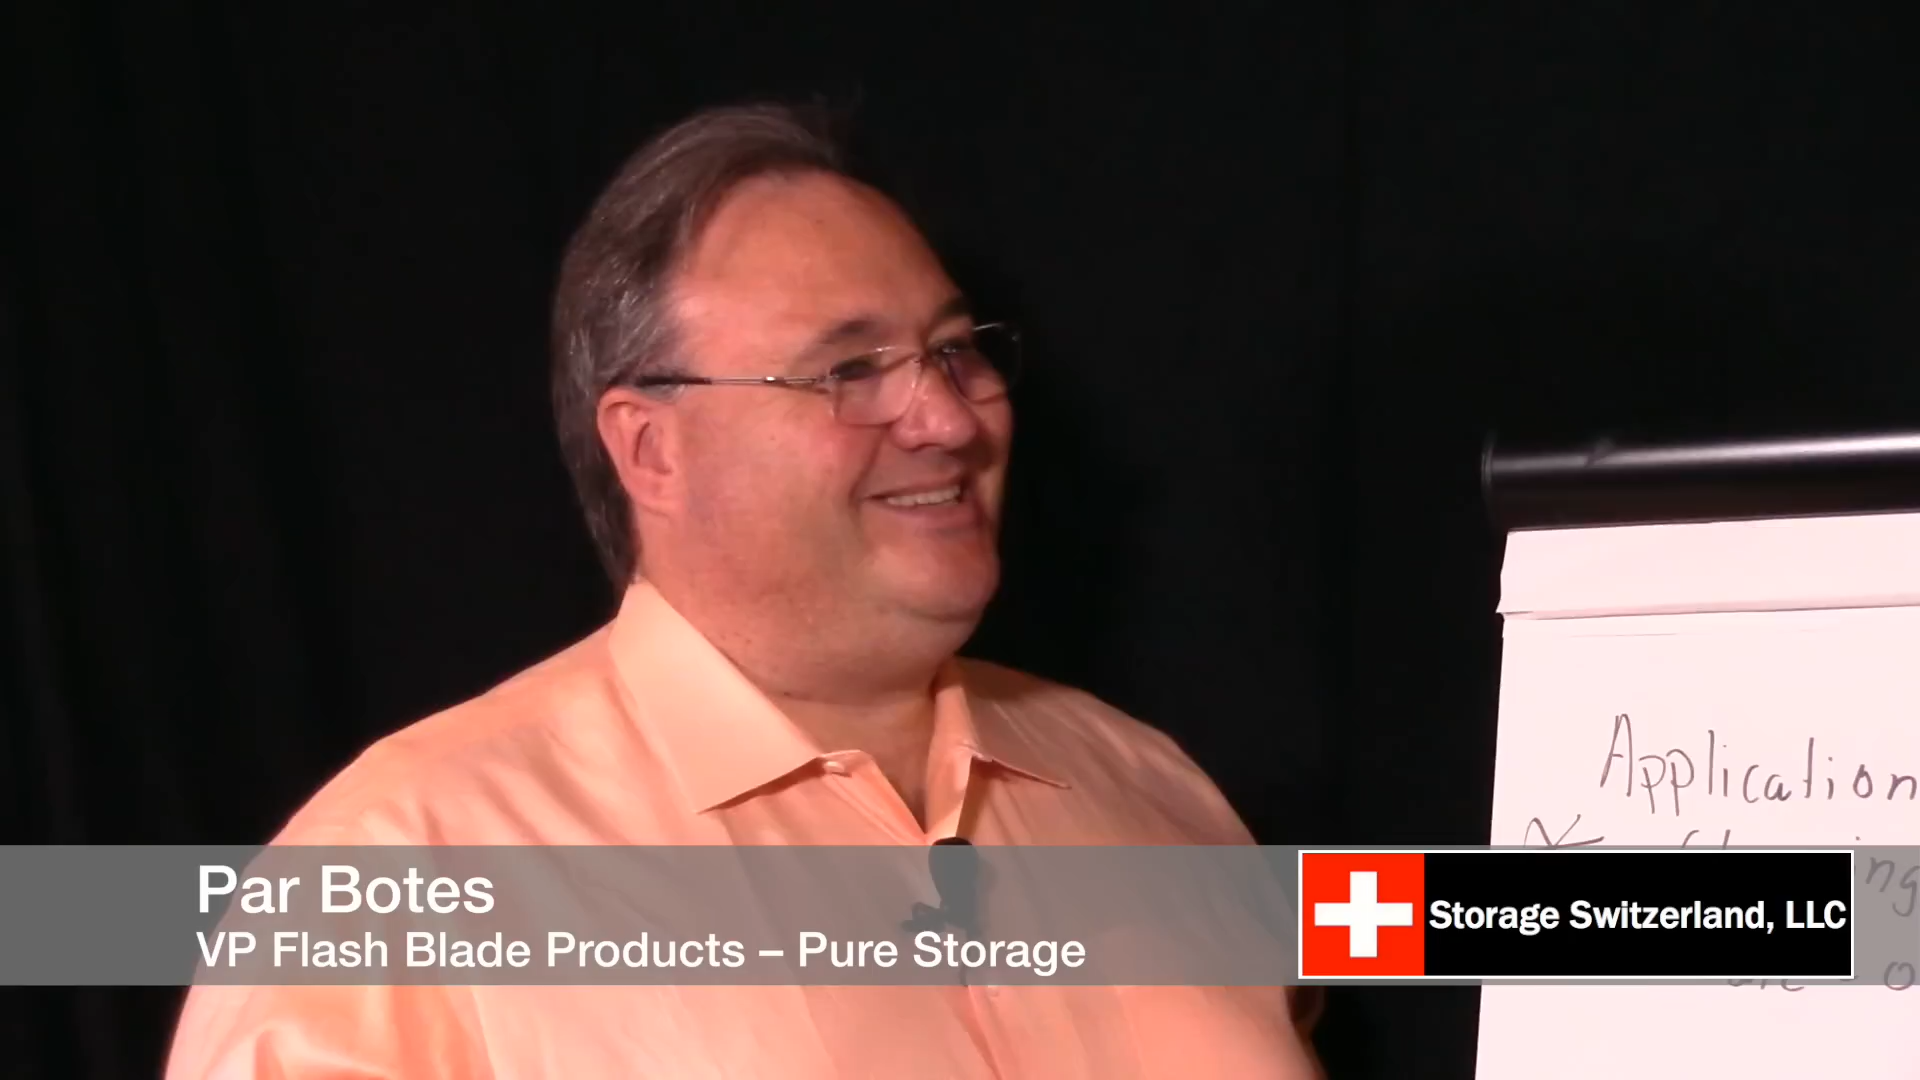 Application
Par Botes
VP Flash Blade Products – Pure Storage
Storage Switzerland, LLC